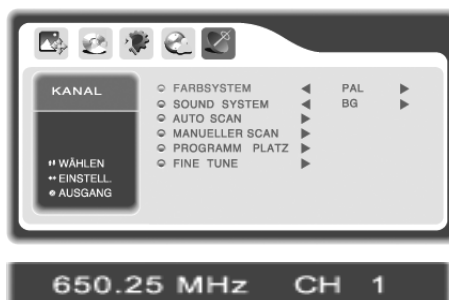 KANAL
WÄHLEN
EINSTELL.
AUSGANG
FARBSYSTEM PAL
SOUND SYSTEM BG
AUTO SCAN
MANUELLER SCAN
PROGRAMM PLATZ
FINE TUNE
650.25 MHz CH 1